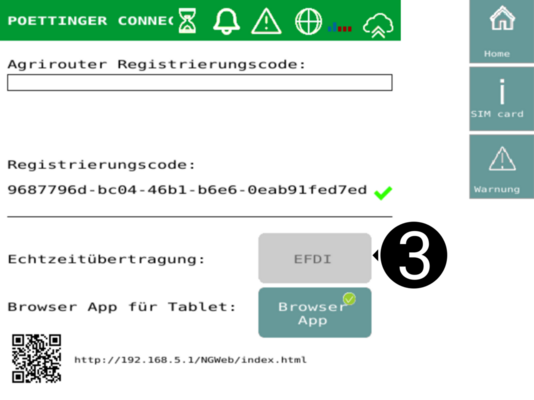 POETTINGER CONNEC
Home
SIM card
Warnung
Agrirouter Registrierungscode:
Registrierungscode:
9687796d-bc04-46b1-b6e6-0eab91fed7ed
Echtzeitübertragung:
EFDI
3
Browser App für Tablet:
Browser
App
http://192.168.5.1/NGWeb/index.html